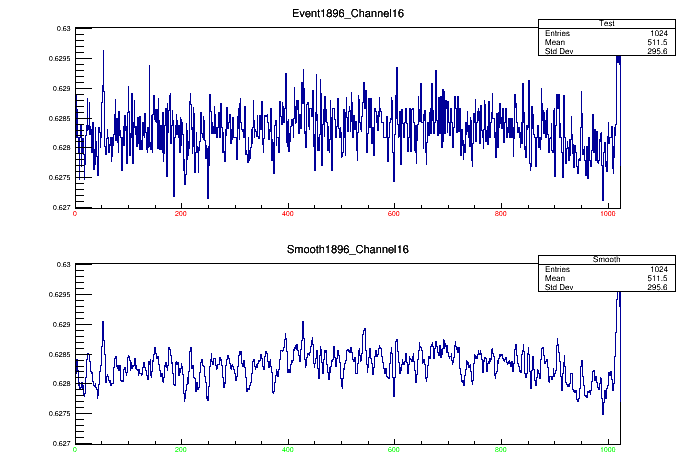 Event1896_Channel16
Test
Entries 1024
Mean 511.5
Std Dev 295.6
0.63
0.6295
0.629
0.6285
0.628
0.6275
0.627
0 200 400 600 800 1000
Smooth1896_Channel16
Smooth
Entries 1024
Mean 511.5
Std Dev 295.6
0.63
0.6295
0.629
0.6285
0.628
0.6275
0.627
0 200 400 600 800 1000